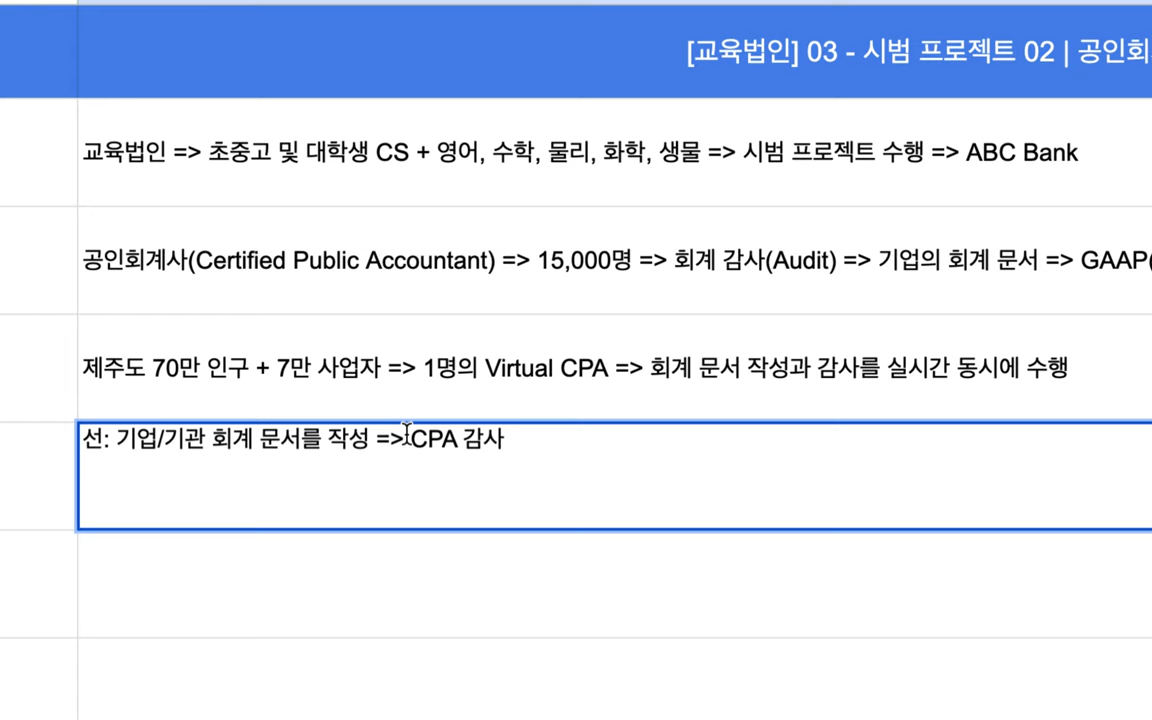 [교육법인] 03 - 시범 프로젝트 02 | 공인회
교육법인 => 초중고 및 대학생 CS + 영어, 수학, 물리, 화학, 생물 => 시범 프로젝트 수행 => ABC Bank
공인회계사(Certified Public Accountant) => 15,000명 => 회계 감사(Audit) => 기업의 회계 문서 => GAAP(
제주도 70만 인구 + 7만 사업자 => 1명의 Virtual CPA => 회계 문서 작성과 감사를 실시간 동시에 수행
선: 기업/기관 회계 문서를 작성 => CPA 감사